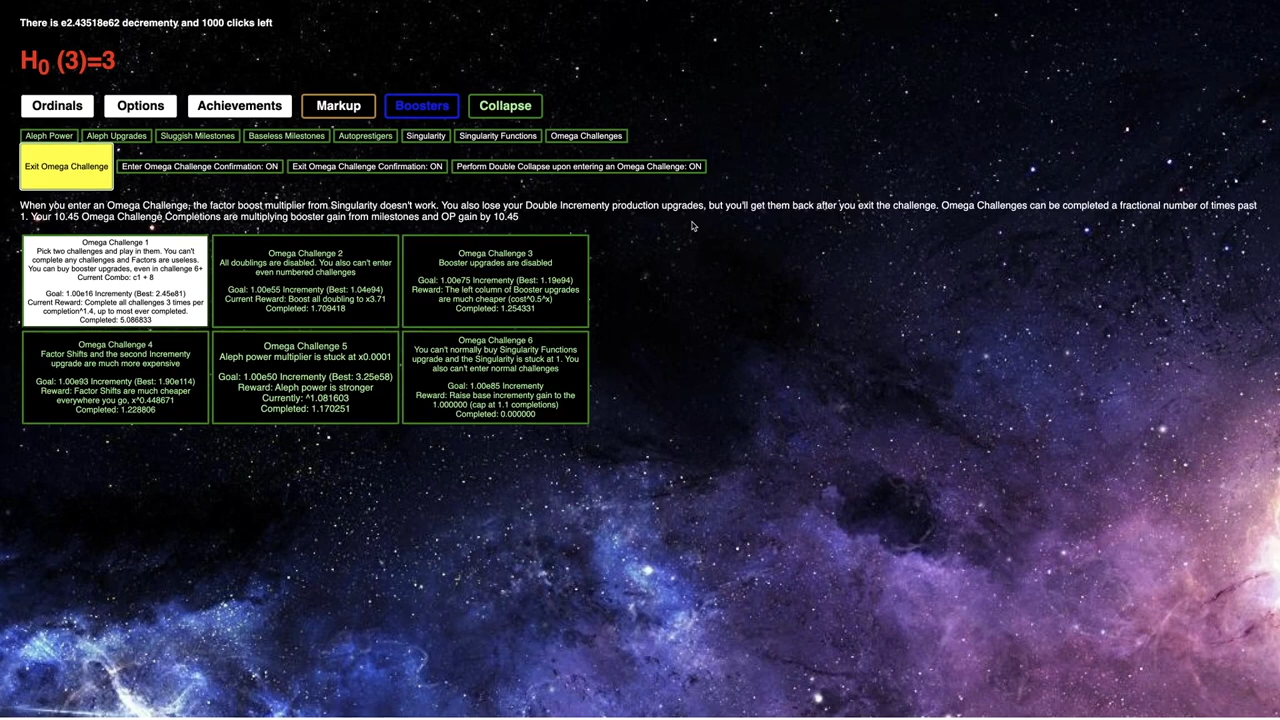 There is e2.43518e62 decrementy and 1000 clicks left
H0 (3)=3
Ordinals Options Achievements Markup Boosters Collapse
Aleph Power Aleph Upgrades Sluggish Milestones Baseless Milestones Autoprestigers Singularity Singularity Functions Omega Challenges
Exit Omega Challenge Enter Omega Challenge Confirmation: ON Exit Omega Challenge Confirmation: ON Perform Double Collapse upon entering an Omega Challenge: ON
When you enter an Omega Challenge, the factor boost multiplier from Singularity doesn't work. You also lose your Double Incrementy production upgrades, but you'll get them back after you exit the challenge. Omega Challenges can be completed a fractional number of times past
1. Your 10.45 Omega Challenge Completions are multiplying booster gain from milestones and OP gain by 10.45
Omega Challenge 1
Pick two challenges and play in them. You can't
complete any challenges and Factors are useless.
You can buy booster upgrades, even in challenge 6+
Current Combo: c1 + 8
Goal: 1.00e16 Incrementy (Best: 2.45e81)
Current Reward: Complete all challenges 3 times per
completion^1.4, up to most ever completed.
Completed: 5.086833
Omega Challenge 2
All doublings are disabled. You also can't enter
even numbered challenges
Goal: 1.00e55 Incrementy (Best: 1.04e94)
Current Reward: Boost all doubling to x3.71
Completed: 1.709418
Omega Challenge 3
Booster upgrades are disabled
Goal: 1.00e75 Incrementy (Best: 1.19e94)
Reward: The left column of Booster upgrades
are much cheaper (cost^0.5^x)
Completed: 1.254331
Omega Challenge 4
Factor Shifts and the second Incrementy
upgrade are much more expensive
Goal: 1.00e93 Incrementy (Best: 1.90e114)
Reward: Factor Shifts are much cheaper
everywhere you go, x^0.448671
Completed: 1.228806
Omega Challenge 5
Aleph power multiplier is stuck at x0.0001
Goal: 1.00e50 Incrementy (Best: 3.25e58)
Reward: Aleph power is stronger
Currently: ^1.081603
Completed: 1.170251
Omega Challenge 6
You can't normally buy Singularity Functions
upgrade and the Singularity is stuck at 1. You
also can't enter normal challenges
Goal: 1.00e85 Incrementy
Reward: Raise base incrementy gain to the
1.000000 (cap at 1.1 completions)
Completed: 0.000000